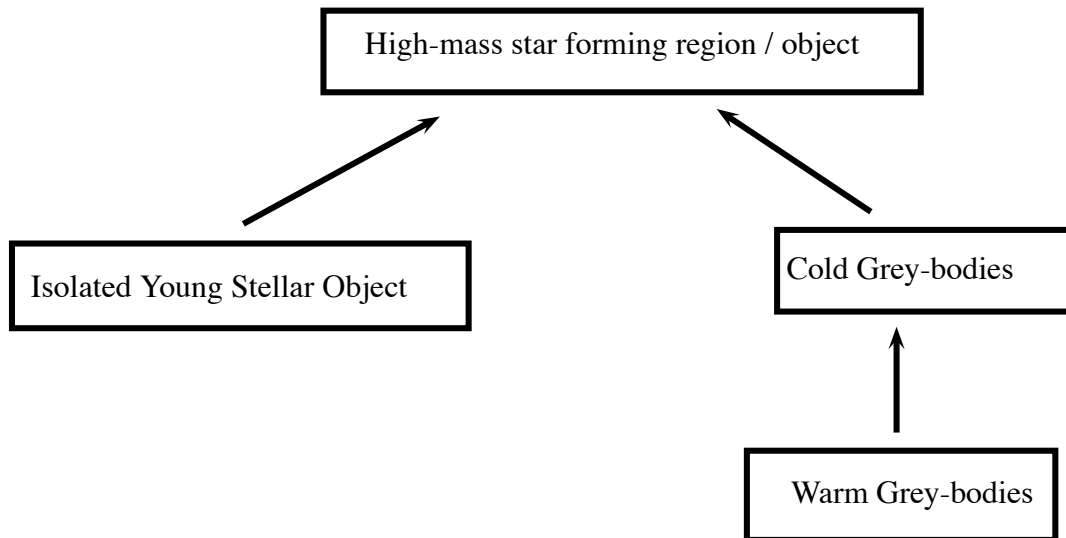 High-mass star forming region / object
Isolated Young Stellar Object
Cold Grey-bodies
Warm Grey-bodies